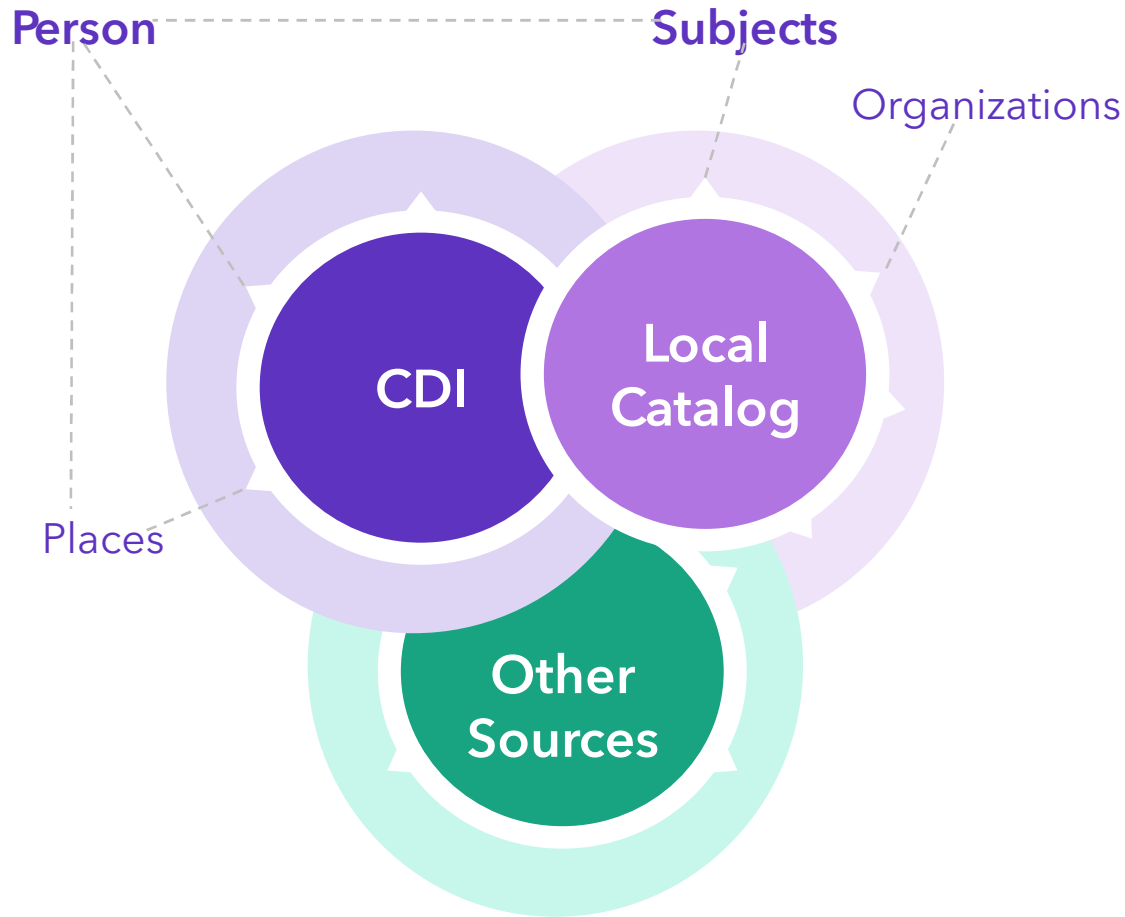 Person
Subjects
Organizations
Local
Catalog
CDI
Places
Other
Sources